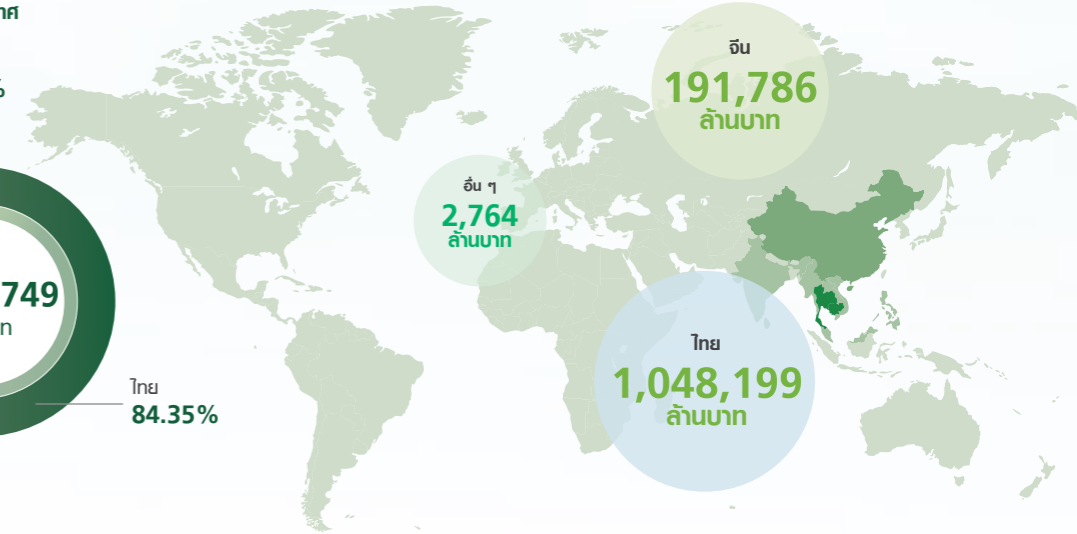 %
749
ไทย
84.35%
จีน
191,786
ล้านบาท
อื่น ๆ
2,764
ล้านบาท
ไทย
1,048,199
ล้านบาท